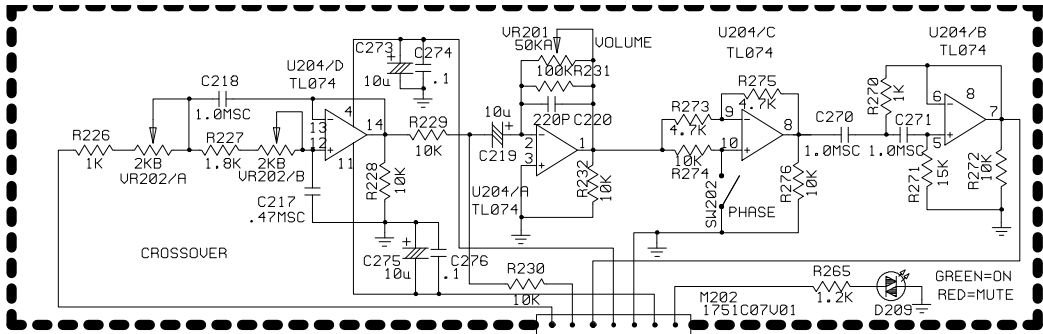 VR201
50KA
VOLUME
C273
C274
10u
.1
U204/D
TL074
C218
1.0MSC
4
13
12
14
11
R226
1K
2KB
VR202/A
R227
1.8K
2KB
VR202/B
C217
.47MSC
R228
10K
R229
10K
10u
C219
100K
R231
220P
C220
2
3
1
U204/A
TL074
R232
10K
C275
10u
C276
.1
R230
10K
CROSSOVER
U204/C
TL074
R273
4.7K
R275
4.7K
10K
R274
9
10
8
SW202
PHASE
R276
10K
C270
1.0MSC
R270
1K
C271
1.0MSC
U204/B
TL074
6
5
8
7
R271
15K
R272
10K
M202
1751C07V01
R265
1.2K
D209
GREEN=ON
RED=MUTE